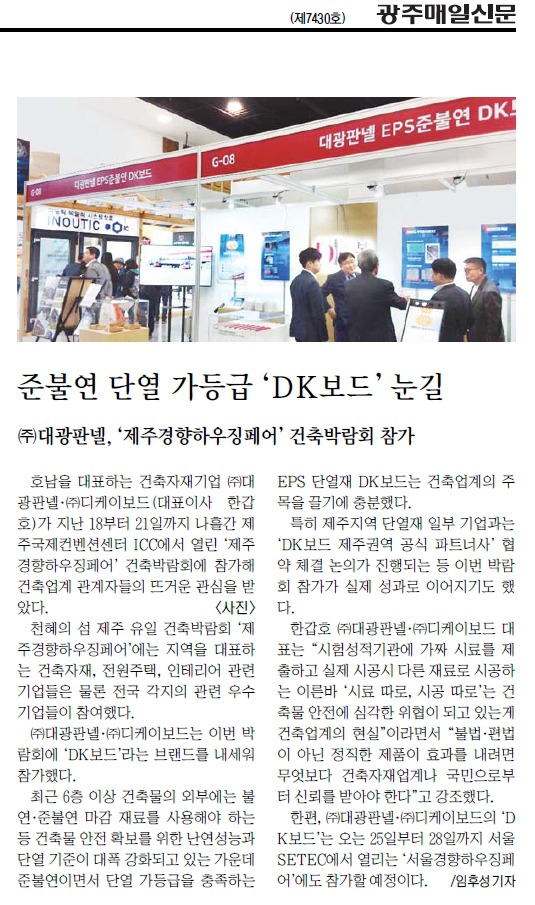 (제7430호) 광주매일신문
대광판넬 EPS준불연 DK보
G-08
대광판넬 EPS준불연 DK보드
G-08
INOUTIC
준불연 단열 가등급 ‘DK보드’ 눈길
㈜대광판넬, ‘제주경향하우징페어’ 건축박람회 참가
호남을 대표하는 건축자재기업 ㈜대
광판넬·㈜디케이보드(대표이사 한갑
호)가 지난 18부터 21일까지 나흘간 제
주국제컨벤션센터 ICC에서 열린 ‘제주
경향하우징페어’ 건축박람회에 참가해
건축업계 관계자들의 뜨거운 관심을 받
았다. <사진>
천혜의 섬 제주 유일 건축박람회 ‘제
주경향하우징페어’에는 지역을 대표하
는 건축자재, 전원주택, 인테리어 관련
기업들은 물론 전국 각지의 관련 우수
기업들이 참여했다.
㈜대광판넬·㈜디케이보드는 이번 박
람회에 ‘DK보드’라는 브랜드를 내세워
참가했다.
최근 6층 이상 건축물의 외부에는 불
연·준불연 마감 재료를 사용해야 하는
등 건축물 안전 확보를 위한 난연성능과
단열 기준이 대폭 강화되고 있는 가운데
준불연이면서 단열 가등급을 충족하는
EPS 단열재 DK보드는 건축업계의 주
목을 끌기에 충분했다.
특히 제주지역 단열재 일부 기업과는
‘DK보드 제주권역 공식 파트너사’ 협
약 체결 논의가 진행되는 등 이번 박람
회 참가가 실제 성과로 이어지기도 했
다.
한갑호 ㈜대광판넬·㈜디케이보드 대
표는 “시험성적기관에 가짜 시료를 제
출하고 실제 시공시 다른 재료로 시공하
는 이른바 ‘시료 따로, 시공 따로’는 건
축물 안전에 심각한 위협이 되고 있는게
건축업계의 현실”이라면서 “불법·편법
이 아닌 정직한 제품이 효과를 내려면
무엇보다 건축자재업계나 국민으로부
터 신뢰를 받아야 한다”고 강조했다.
한편, ㈜대광판넬·㈜디케이보드의 ‘D
K보드’는 오는 25일부터 28일까지 서울
SETEC에서 열리는 ‘서울경향하우징페
어’에도 참가할 예정이다. /임후성기자